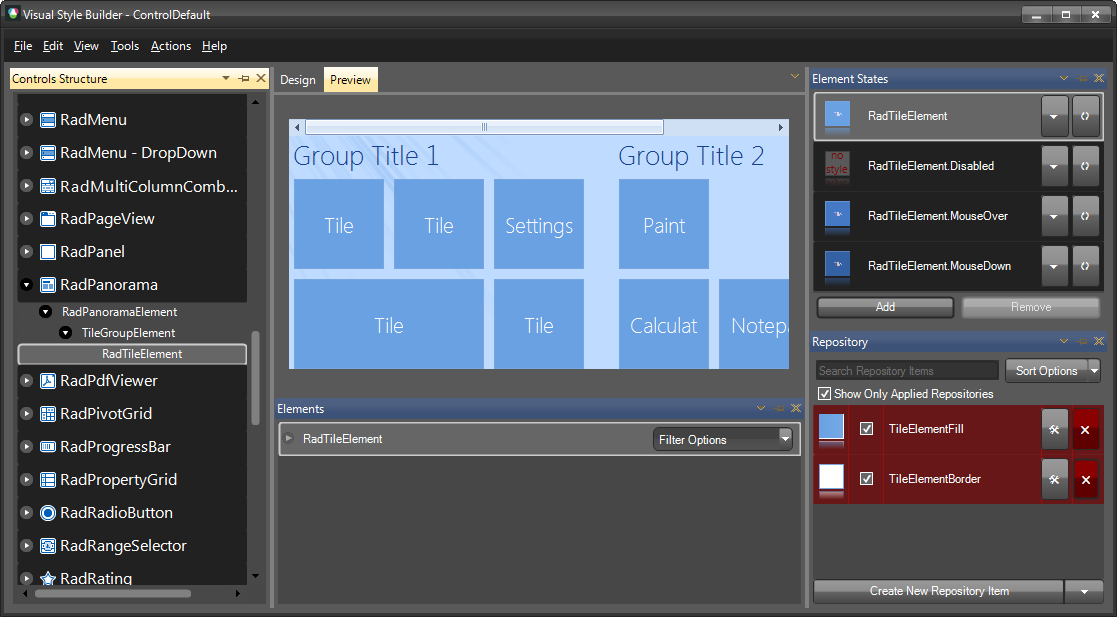 Visual Style Builder - ControlDefault
File Edit View Tools Actions Help
Controls Structure
RadMenu
RadMenu - DropDown
RadMultiColumnComb...
RadPageView
RadPanel
RadPanorama
RadPanoramaElement
TileGroupElement
RadTileElement
RadPdfViewer
RadPivotGrid
RadProgressBar
RadPropertyGrid
RadRadioButton
RadRangeSelector
RadRating
Design Preview
Group Title 1 Group Title 2
Tile Tile Settings Paint
Tile Tile Calculat Notepa
Elements
RadTileElement Filter Options
Element States
RadTileElement
no style RadTileElement.Disabled
RadTileElement.MouseOver
RadTileElement.MouseDown
Add Remove
Repository
Search Repository Items Sort Options
Show Only Applied Repositories
TileElementFill
TileElementBorder
Create New Repository Item